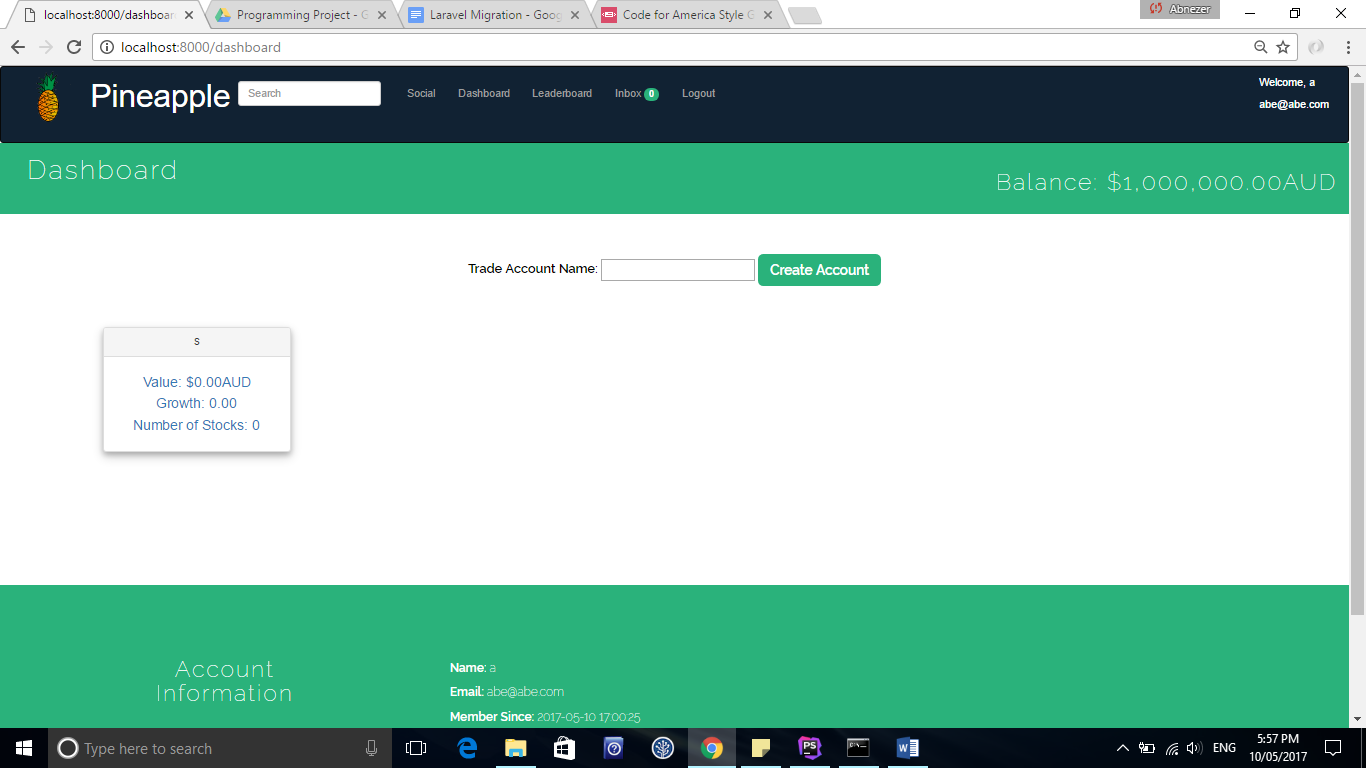 localhost:8000/dashboar
Programming Project - G
Laravel Migration - Goog
Code for America Style G
Abnezer
localhost:8000/dashboard
Pineapple
Search
Social
Dashboard
Leaderboard
Inbox 0
Logout
Welcome, a
abe@abe.com
Dashboard
Balance: $1,000,000.00AUD
Trade Account Name:
Create Account
s
Value: $0.00AUD
Growth: 0.00
Number of Stocks: 0
Account
Information
Name: a
Email: abe@abe.com
Member Since: 2017-05-10 17:00:25
Type here to search
PS
ENG
5:57 PM
10/05/2017